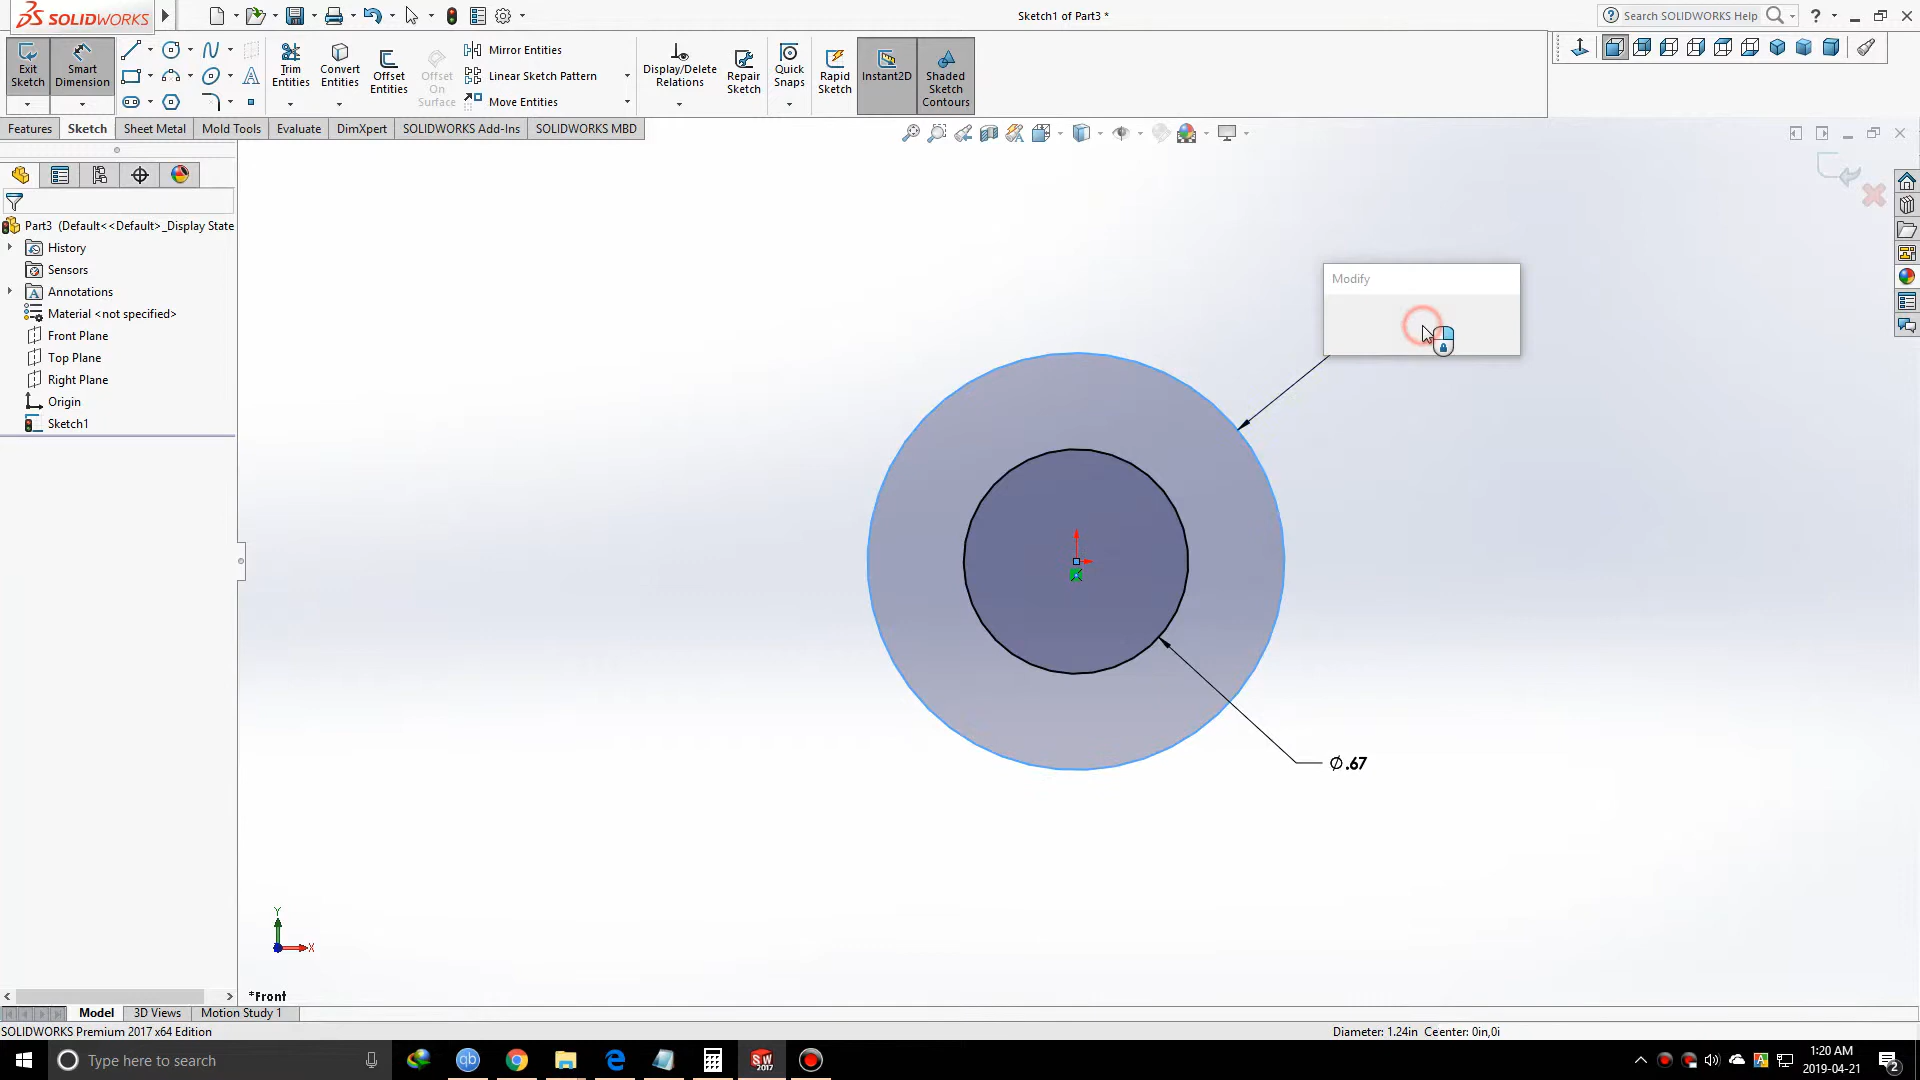 SOLIDWORKS
Sketch1 of Part3 *
Search SOLIDWORKS Help
Exit Sketch
Smart Dimension
Trim Entities
Convert Entities
Offset Entities
Offset On Surface
Mirror Entities
Linear Sketch Pattern
Move Entities
Display/Delete Relations
Repair Sketch
Quick Snaps
Rapid Sketch
Instant2D
Shaded Sketch Contours
Features
Sketch
Sheet Metal
Mold Tools
Evaluate
DimXpert
SOLIDWORKS Add-Ins
SOLIDWORKS MBD
Part3 (Default<<Default>_Display State
History
Sensors
Annotations
Material <not specified>
Front Plane
Top Plane
Right Plane
Origin
Sketch1
Modify
Ø.67
Y
X
*Front
Model
3D Views
Motion Study 1
SOLIDWORKS Premium 2017 x64 Edition
Diameter: 1.24in Ceenter: 0in,0i
Type here to search
1:20 AM
2019-04-21
2